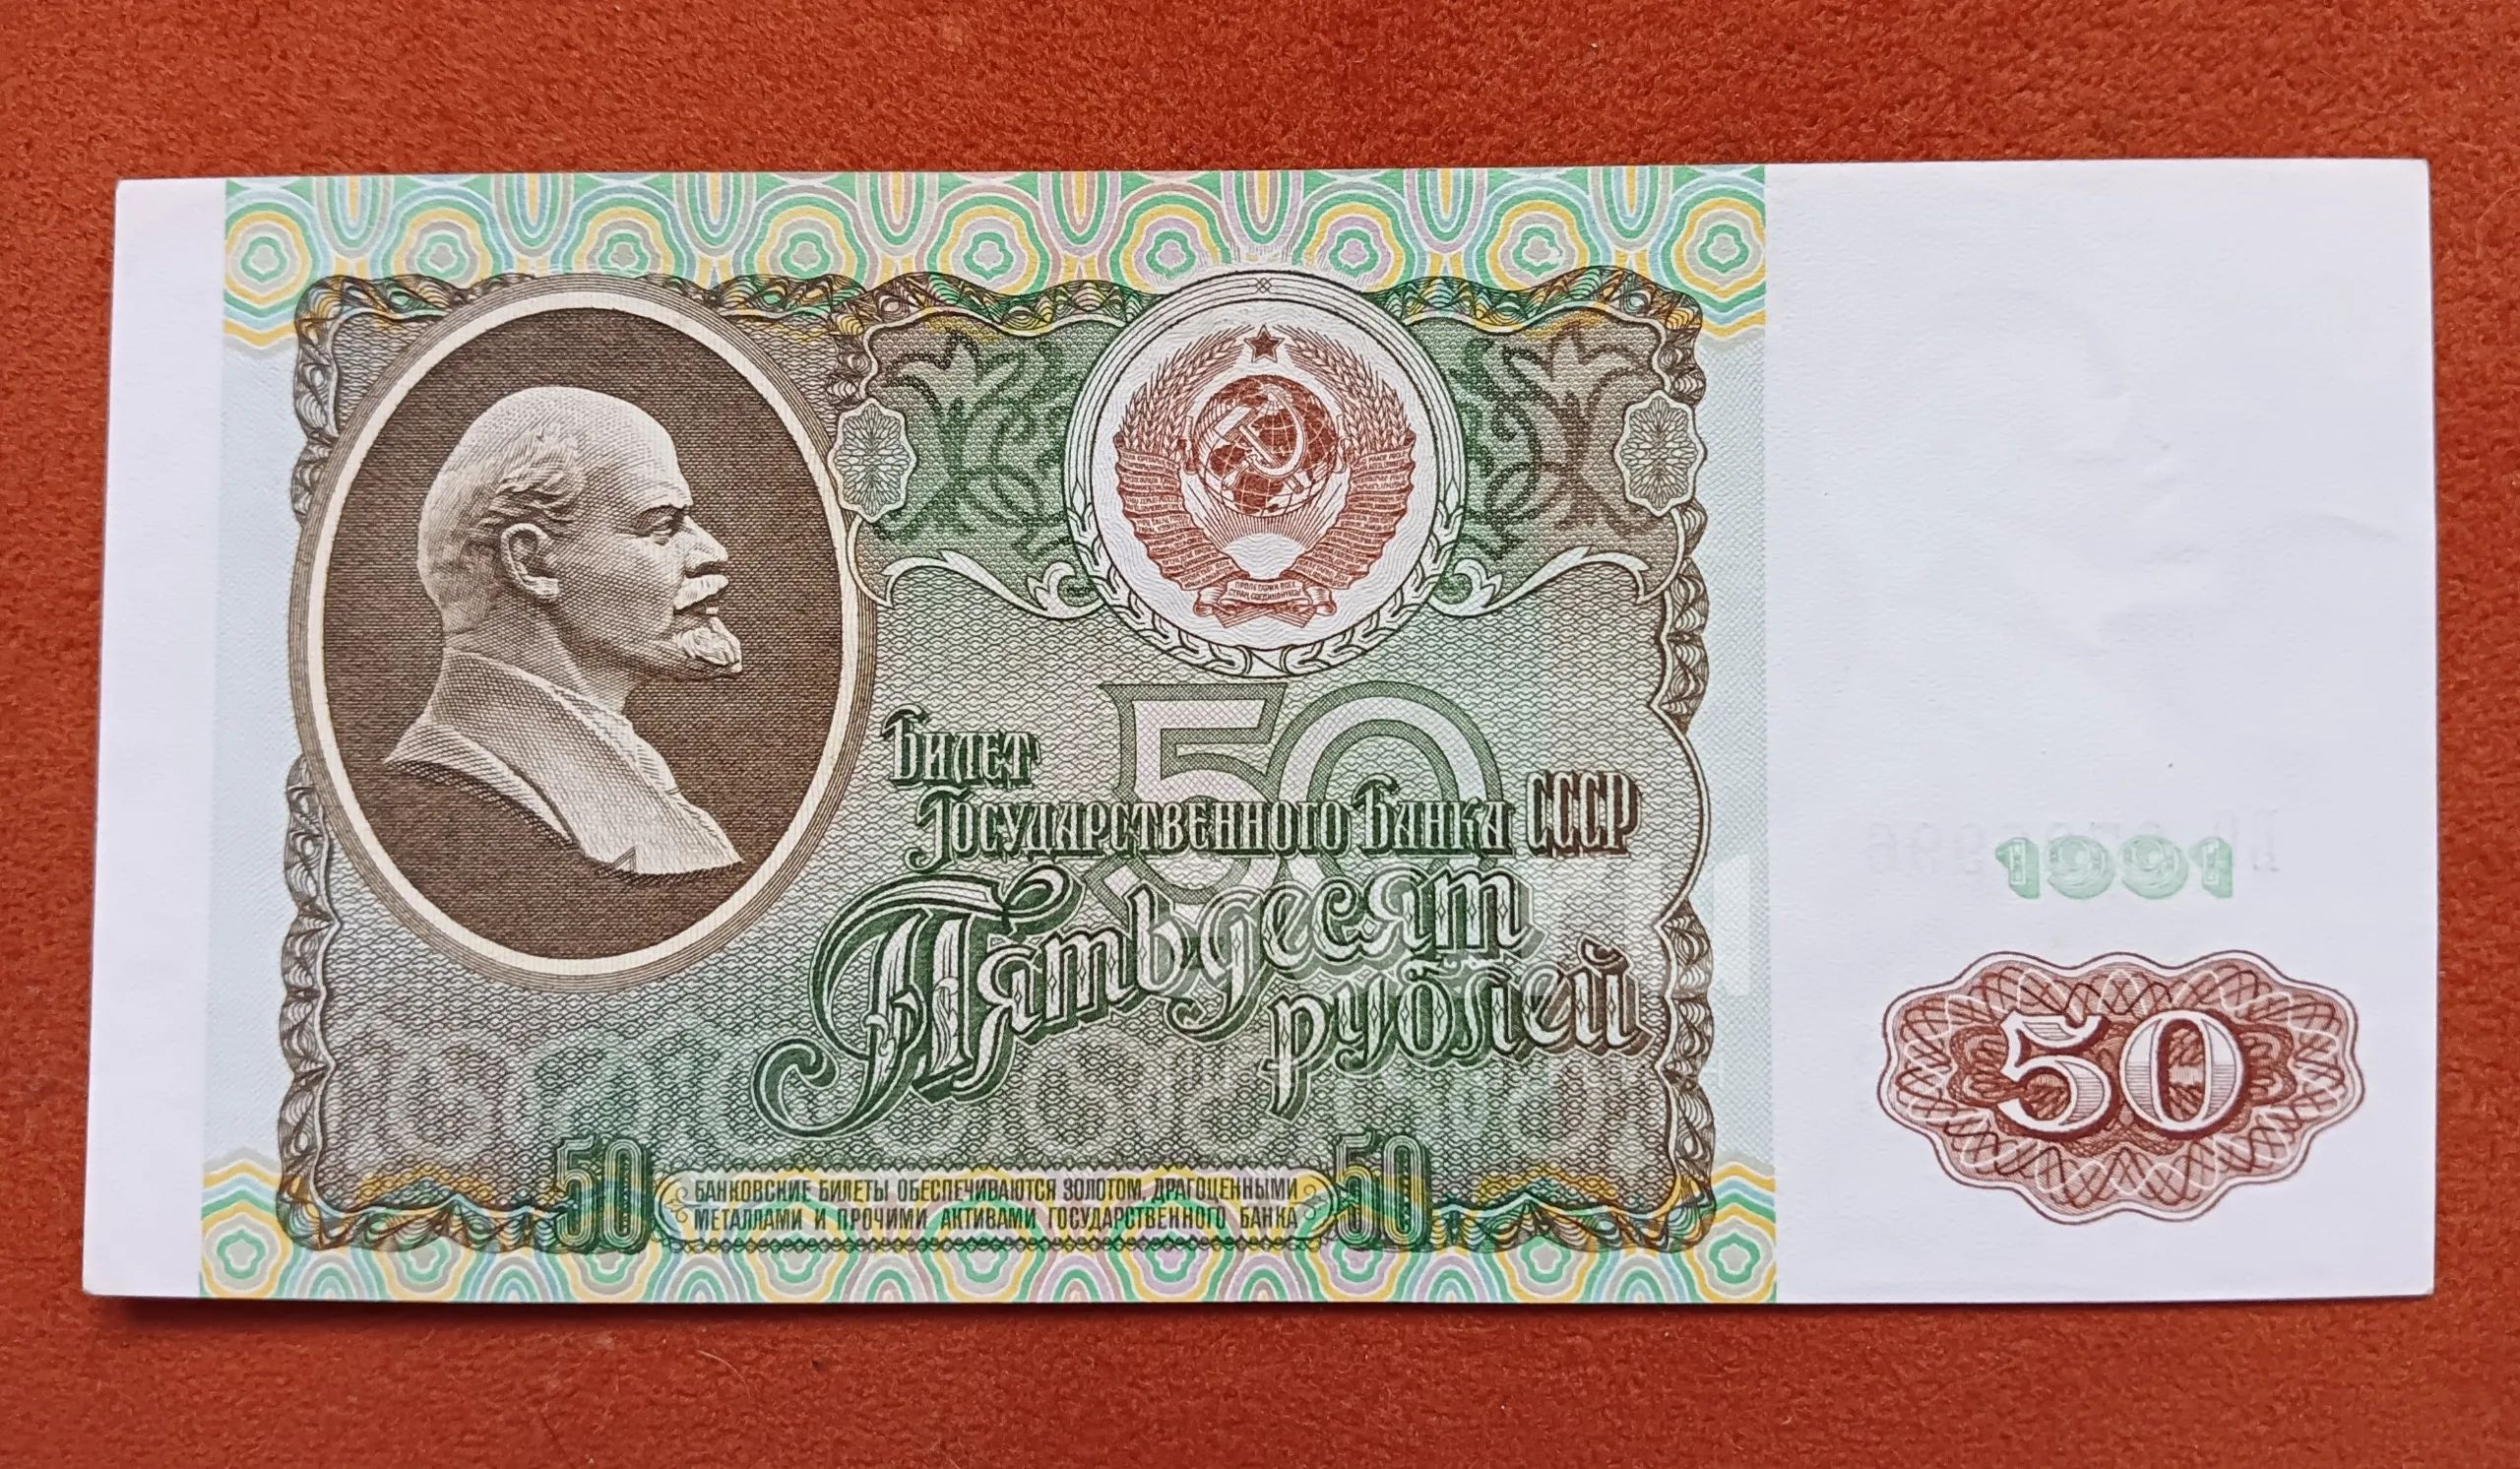 Билет
Государственного Банка СССР
Пятьдесят
рублей
50
50
50
БАНКОВСКИЕ БИЛЕТЫ ОБЕСПЕЧИВАЮТСЯ ЗОЛОТОМ, ДРАГОЦЕННЫМИ
МЕТАЛЛАМИ И ПРОЧИМИ АКТИВАМИ ГОСУДАРСТВЕННОГО БАНКА
1991
50